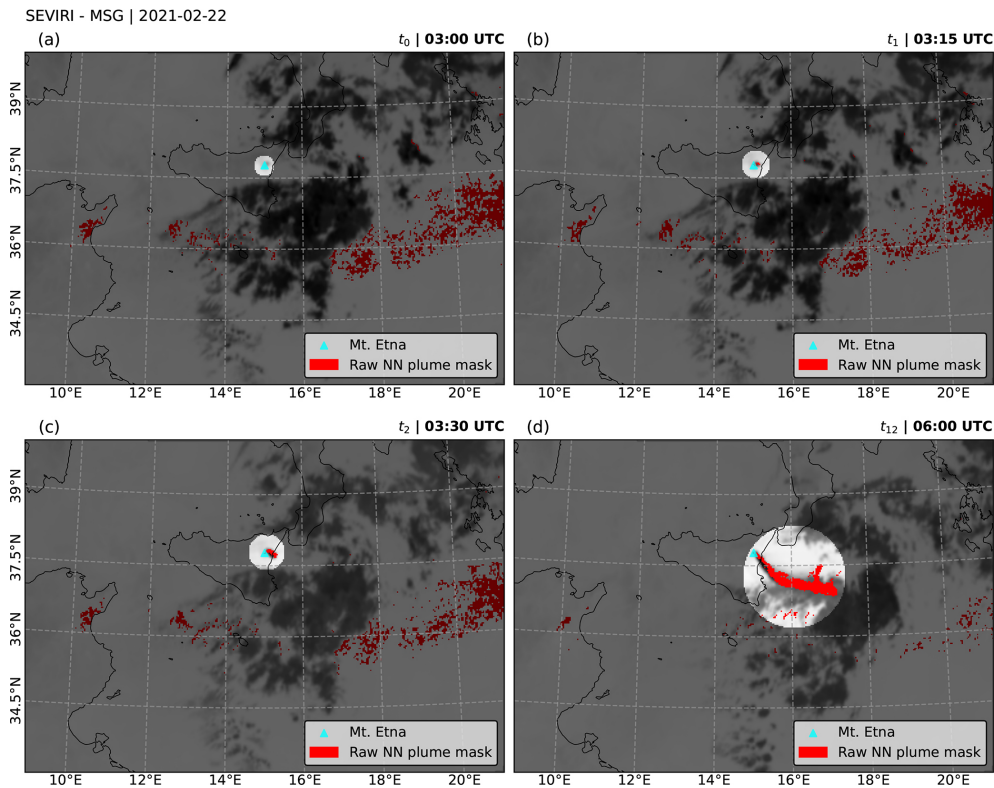 SEVIRI - MSG | 2021-02-22
(a) t0 | 03:00 UTC
(b) t1 | 03:15 UTC
39°N
37.5°N
36°N
34.5°N
Mt. Etna
Raw NN plume mask
Mt. Etna
Raw NN plume mask
10°E 12°E 14°E 16°E 18°E 20°E
10°E 12°E 14°E 16°E 18°E 20°E
(c) t2 | 03:30 UTC
(d) t12 | 06:00 UTC
39°N
37.5°N
36°N
34.5°N
Mt. Etna
Raw NN plume mask
Mt. Etna
Raw NN plume mask
10°E 12°E 14°E 16°E 18°E 20°E
10°E 12°E 14°E 16°E 18°E 20°E